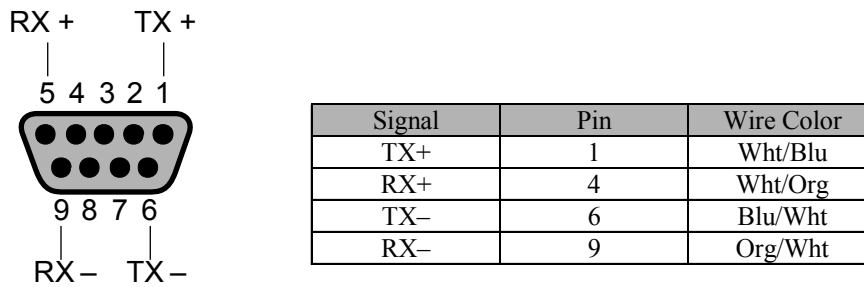 RX + TX +
5 4 3 2 1
9 8 7 6
RX – TX –
Signal Pin Wire Color
TX+ 1 Wht/Blu
RX+ 4 Wht/Org
TX– 6 Blu/Wht
RX– 9 Org/Wht